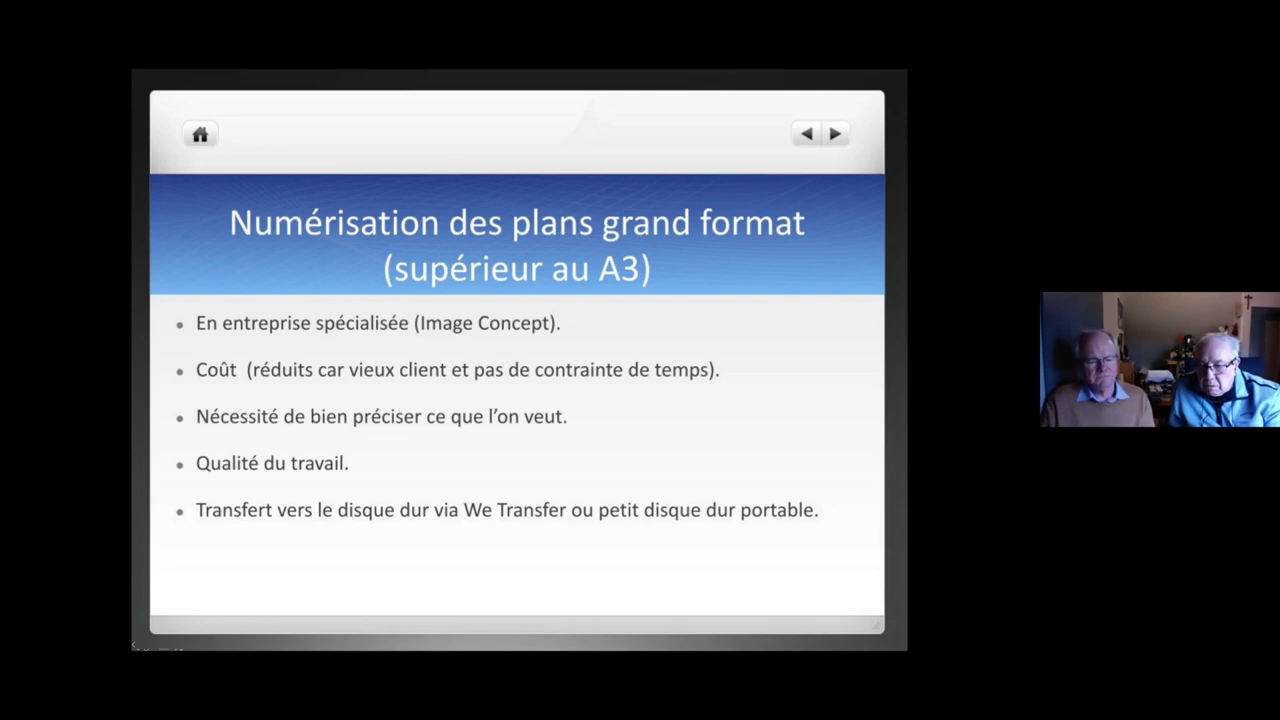 Numérisation des plans grand format
(supérieur au A3)
En entreprise spécialisée (Image Concept).
Coût  (réduits car vieux client et pas de contrainte de temps).
Nécessité de bien préciser ce que l’on veut.
Qualité du travail.
Transfert vers le disque dur via We Transfer ou petit disque dur portable.